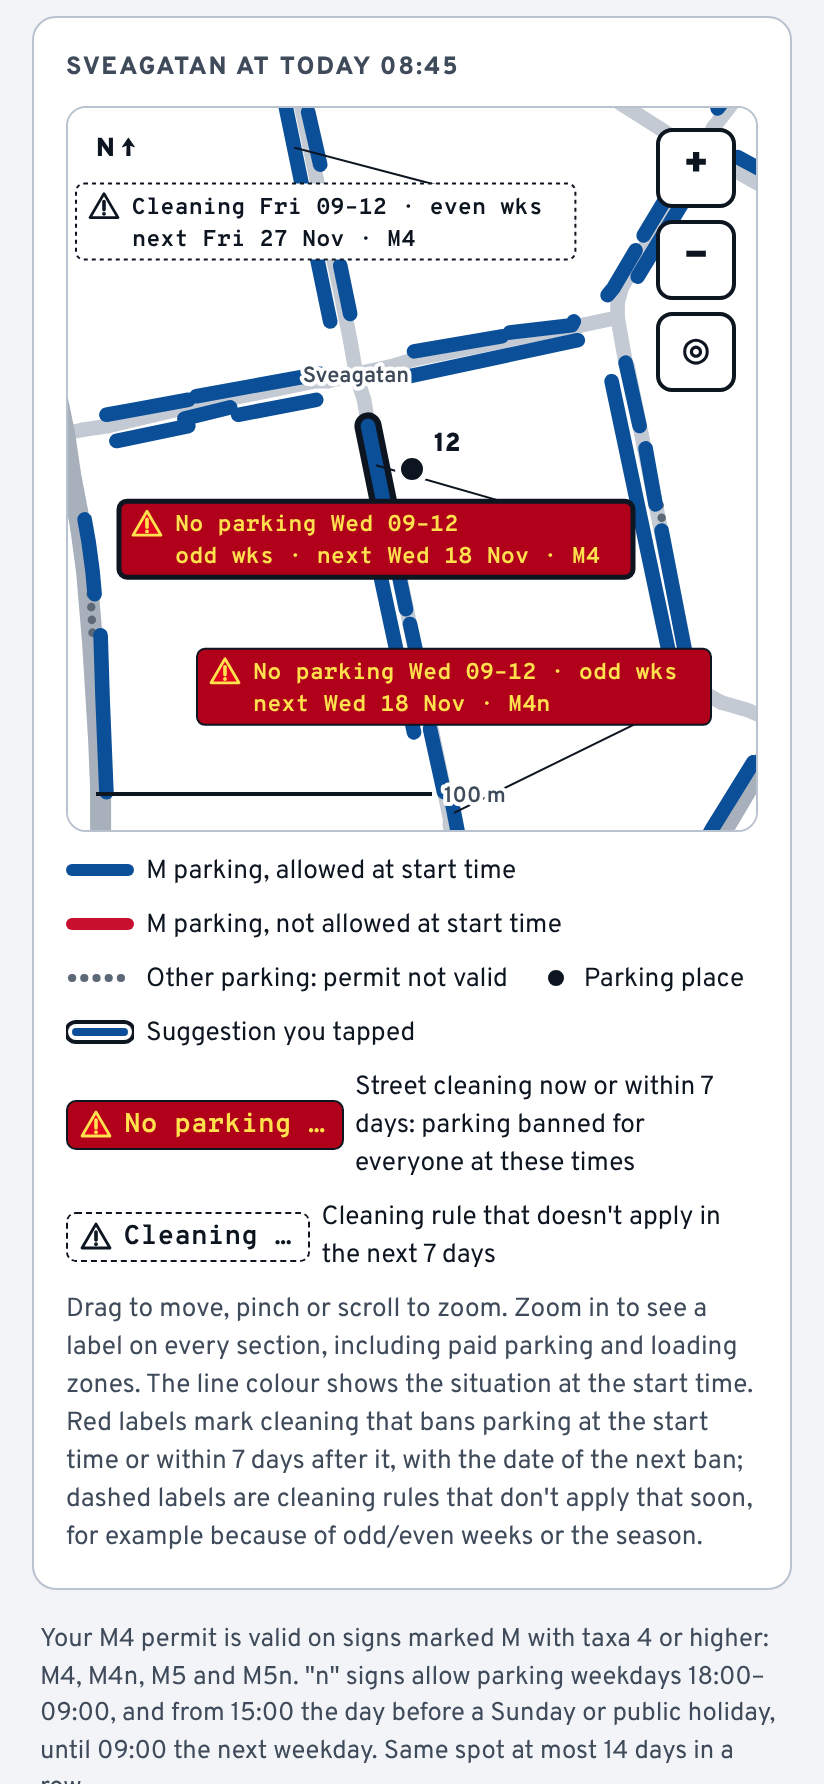 SVEAGATAN AT TODAY 08:45
N
+
Cleaning Fri 09–12 · even wks
next Fri 27 Nov · M4
−
Sveagatan
12
No parking Wed 09–12
odd wks · next Wed 18 Nov · M4
No parking Wed 09–12 · odd wks
next Wed 18 Nov · M4n
100 m
M parking, allowed at start time
M parking, not allowed at start time
Other parking: permit not valid
Parking place
Suggestion you tapped
No parking …
Street cleaning now or within 7
days: parking banned for
everyone at these times
Cleaning …
Cleaning rule that doesn't apply in
the next 7 days
Drag to move, pinch or scroll to zoom. Zoom in to see a
label on every section, including paid parking and loading
zones. The line colour shows the situation at the start time.
Red labels mark cleaning that bans parking at the start
time or within 7 days after it, with the date of the next ban;
dashed labels are cleaning rules that don't apply that soon,
for example because of odd/even weeks or the season.
Your M4 permit is valid on signs marked M with taxa 4 or higher:
M4, M4n, M5 and M5n. "n" signs allow parking weekdays 18:00–
09:00, and from 15:00 the day before a Sunday or public holiday,
until 09:00 the next weekday. Same spot at most 14 days in a